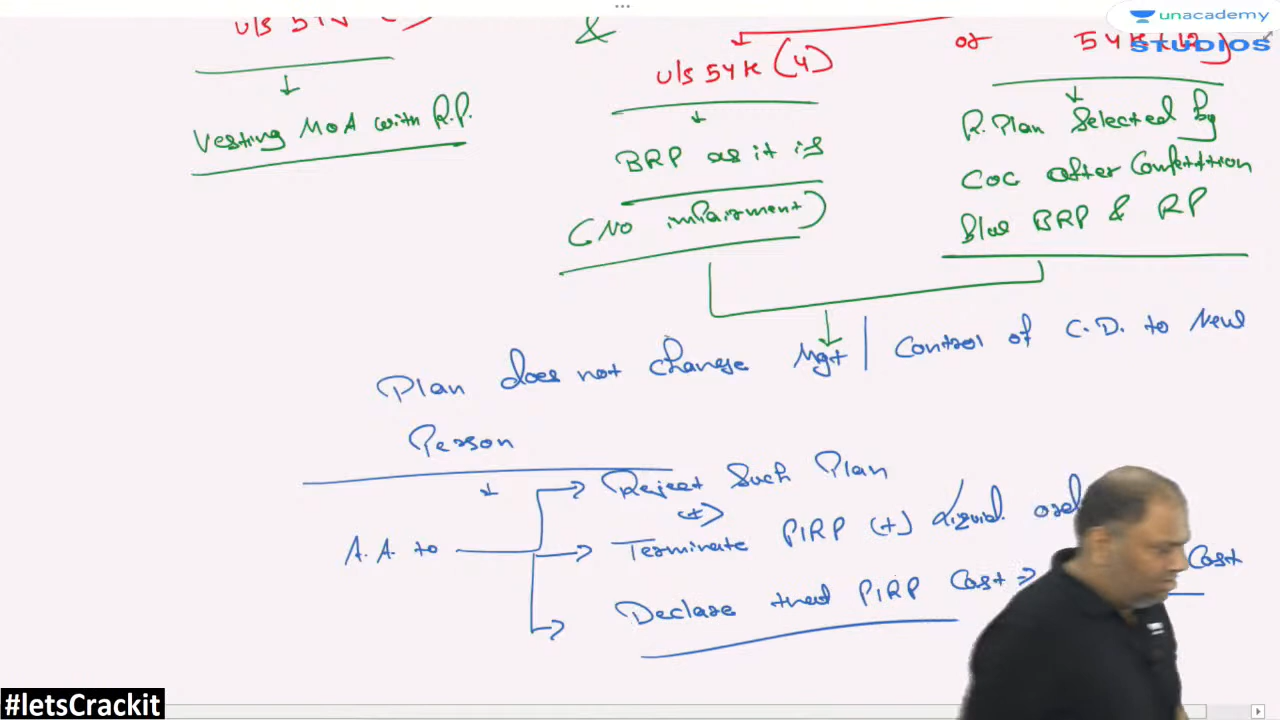 unacademy
STUDIOS
u/s 54
&
u/s 54K (4)
or
54K (12)
Vesting MoA with R.P.
BRP as it is
(No impairment)
R. Plan Selected by
COC after Competition
b/w BRP & RP
Plan does not change Mgt | Control of C.D. to New
Person
A.A. to
Reject Such Plan
(+)
Terminate PIRP (+) Liquid.
Declare that PIRP Cost ⇒
Cost
#letsCrackit